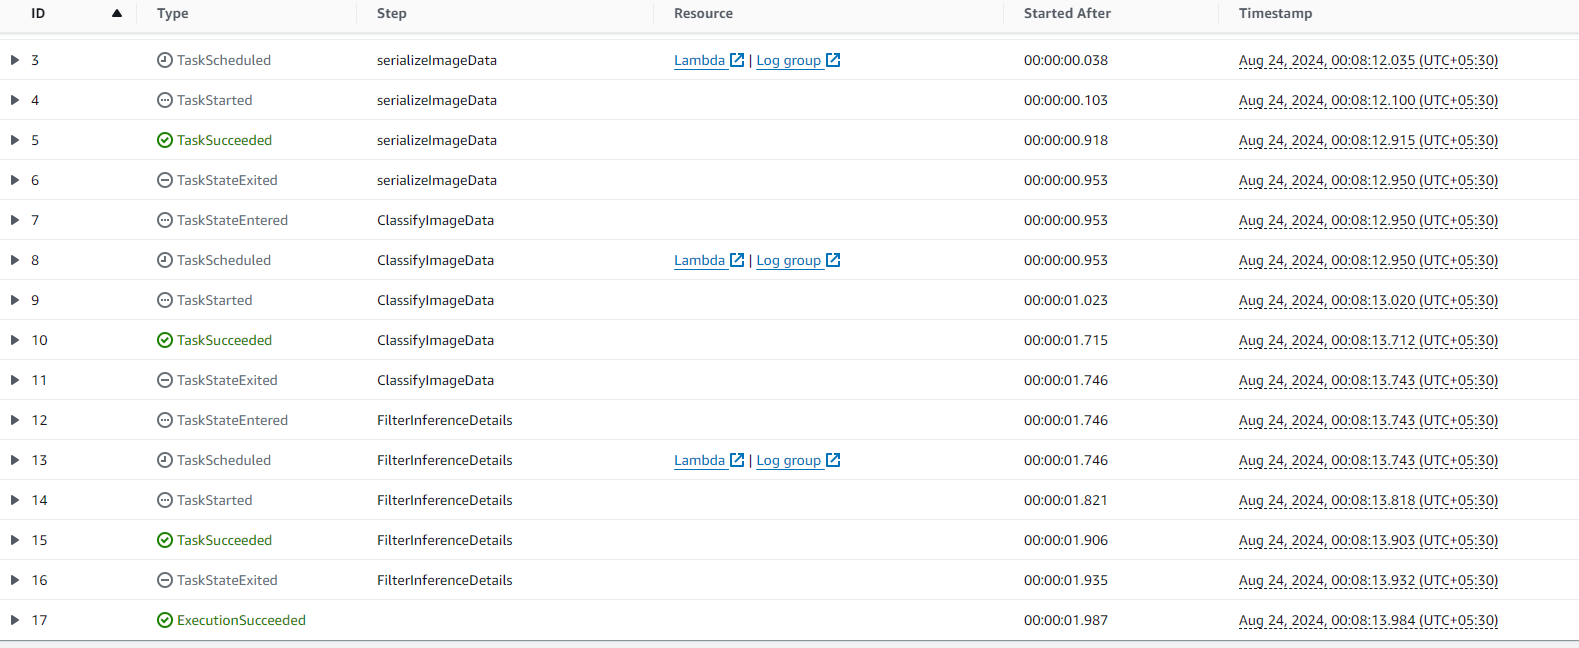 ID Type Step Resource Started After Timestamp
3 TaskScheduled serializeImageData Lambda | Log group 00:00:00.038 Aug 24, 2024, 00:08:12.035 (UTC+05:30)
4 TaskStarted serializeImageData 00:00:00.103 Aug 24, 2024, 00:08:12.100 (UTC+05:30)
5 TaskSucceeded serializeImageData 00:00:00.918 Aug 24, 2024, 00:08:12.915 (UTC+05:30)
6 TaskStateExited serializeImageData 00:00:00.953 Aug 24, 2024, 00:08:12.950 (UTC+05:30)
7 TaskStateEntered ClassifyImageData 00:00:00.953 Aug 24, 2024, 00:08:12.950 (UTC+05:30)
8 TaskScheduled ClassifyImageData Lambda | Log group 00:00:00.953 Aug 24, 2024, 00:08:12.950 (UTC+05:30)
9 TaskStarted ClassifyImageData 00:00:01.023 Aug 24, 2024, 00:08:13.020 (UTC+05:30)
10 TaskSucceeded ClassifyImageData 00:00:01.715 Aug 24, 2024, 00:08:13.712 (UTC+05:30)
11 TaskStateExited ClassifyImageData 00:00:01.746 Aug 24, 2024, 00:08:13.743 (UTC+05:30)
12 TaskStateEntered FilterInferenceDetails 00:00:01.746 Aug 24, 2024, 00:08:13.743 (UTC+05:30)
13 TaskScheduled FilterInferenceDetails Lambda | Log group 00:00:01.746 Aug 24, 2024, 00:08:13.743 (UTC+05:30)
14 TaskStarted FilterInferenceDetails 00:00:01.821 Aug 24, 2024, 00:08:13.818 (UTC+05:30)
15 TaskSucceeded FilterInferenceDetails 00:00:01.906 Aug 24, 2024, 00:08:13.903 (UTC+05:30)
16 TaskStateExited FilterInferenceDetails 00:00:01.935 Aug 24, 2024, 00:08:13.932 (UTC+05:30)
17 ExecutionSucceeded 00:00:01.987 Aug 24, 2024, 00:08:13.984 (UTC+05:30)